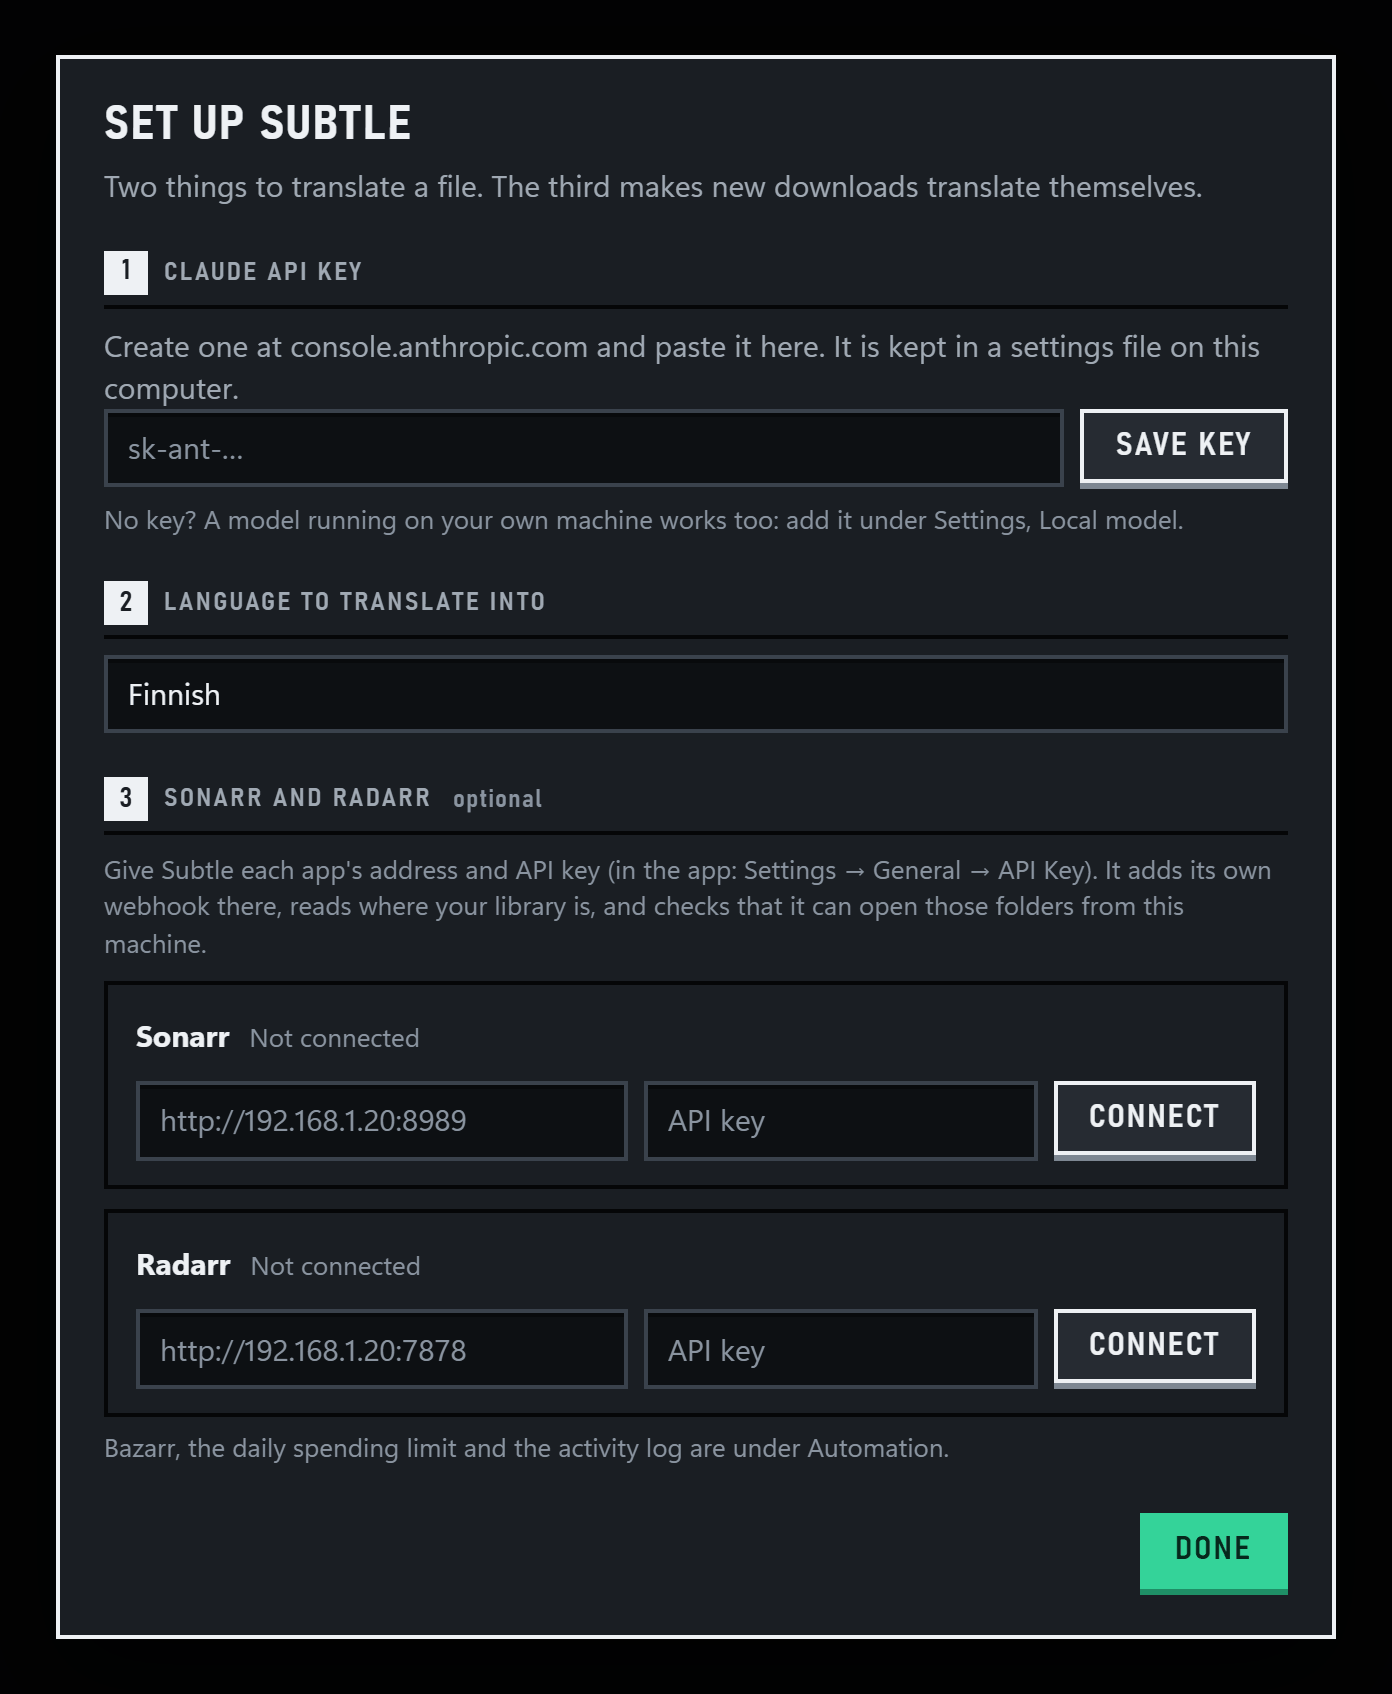 SET UP SUBTLE
Two things to translate a file. The third makes new downloads translate themselves.
1 CLAUDE API KEY
Create one at console.anthropic.com and paste it here. It is kept in a settings file on this
computer.
sk-ant-... SAVE KEY
No key? A model running on your own machine works too: add it under Settings, Local model.
2 LANGUAGE TO TRANSLATE INTO
Finnish
3 SONARR AND RADARR optional
Give Subtle each app's address and API key (in the app: Settings → General → API Key). It adds its own
webhook there, reads where your library is, and checks that it can open those folders from this
machine.
Sonarr Not connected
http://192.168.1.20:8989 API key CONNECT
Radarr Not connected
http://192.168.1.20:7878 API key CONNECT
Bazarr, the daily spending limit and the activity log are under Automation.
DONE